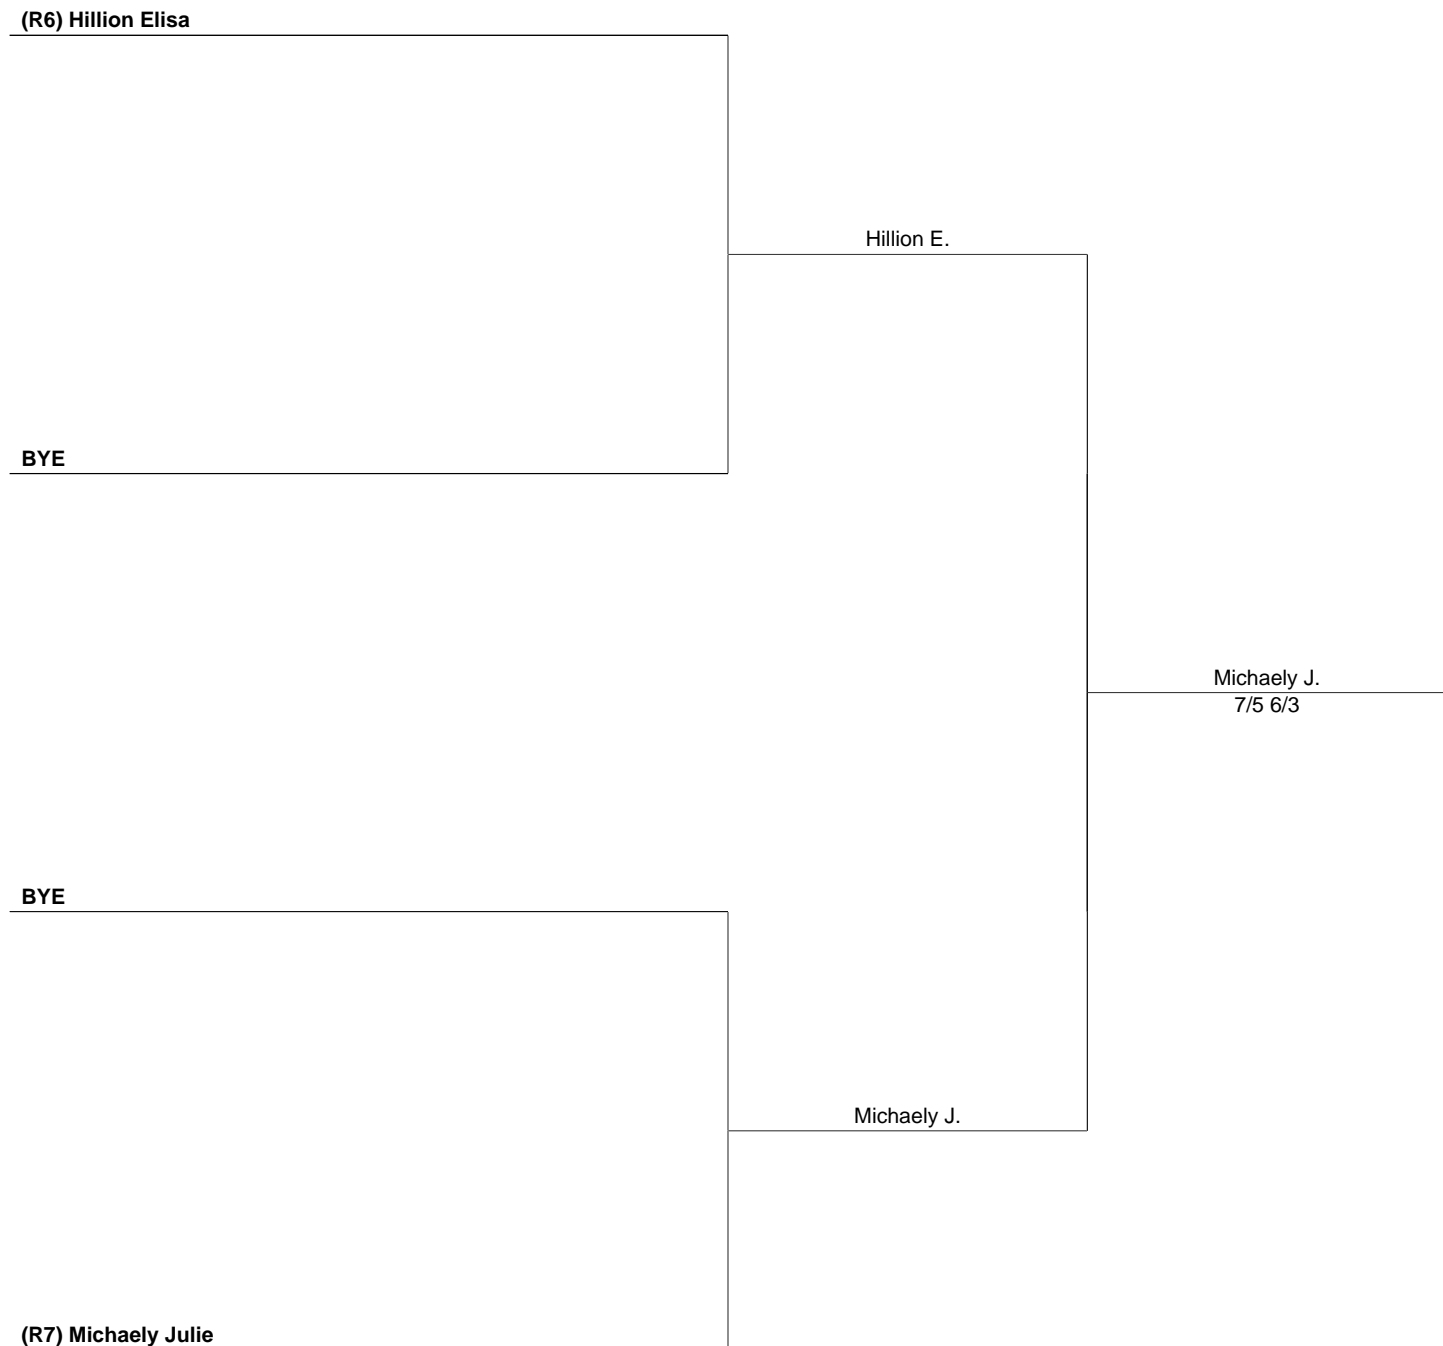 (R6) Hillion Elisa
Hillion E.
BYE
Michaely J.
7/5 6/3
BYE
Michaely J.
(R7) Michaely Julie